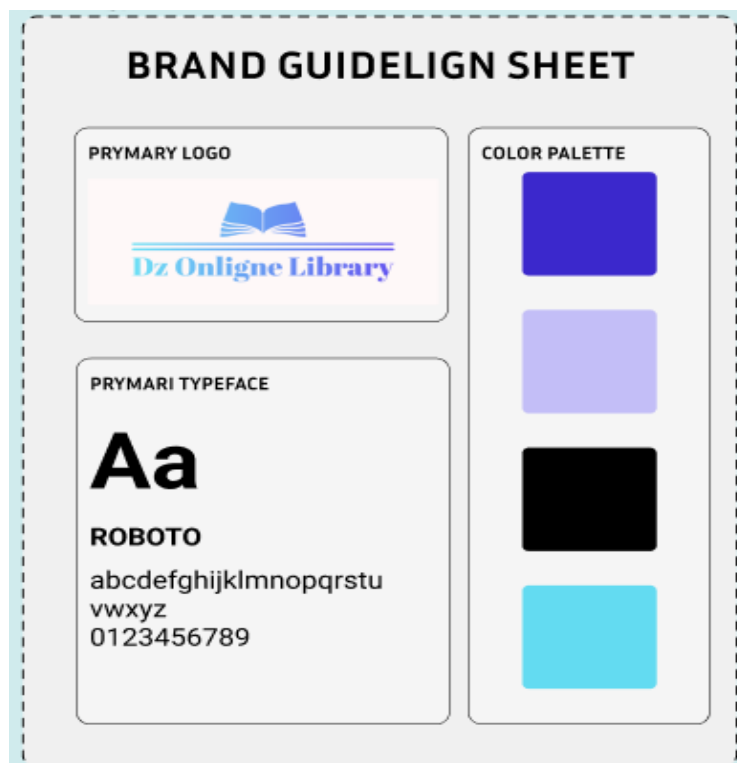 BRAND GUIDELIGN SHEET
PRYMARY LOGO
Dz Onligne Library
COLOR PALETTE
PRYMARI TYPEFACE
Aa
ROBOTO
abcdefghijklmnopqrstu
vwxyz
0123456789